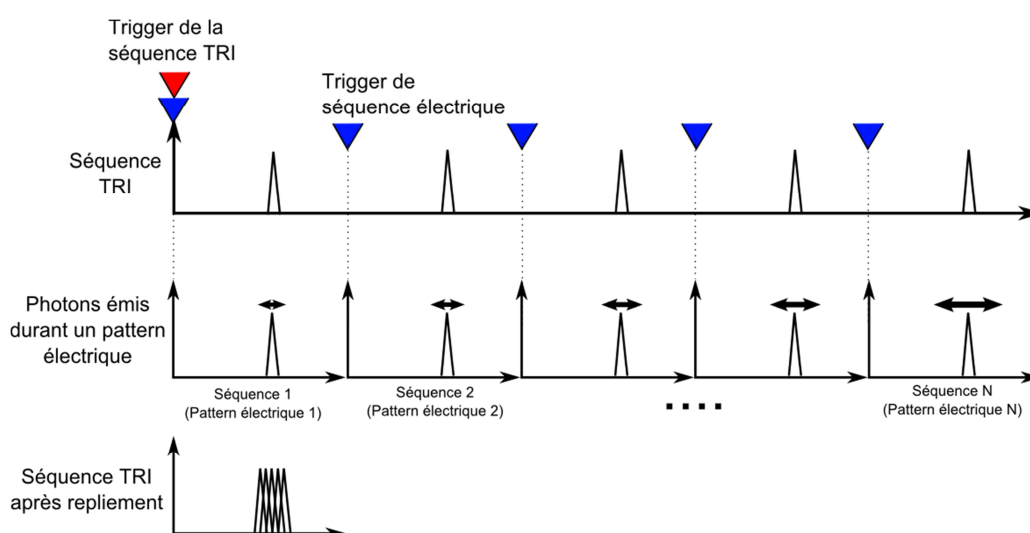 Trigger de la
séquence TRI
Trigger de
séquence électrique
Séquence
TRI
Photons émis
durant un pattern
électrique
Séquence 1
(Pattern électrique 1)
Séquence 2
(Pattern électrique 2)
Séquence N
(Pattern électrique N)
Séquence TRI
après repliement